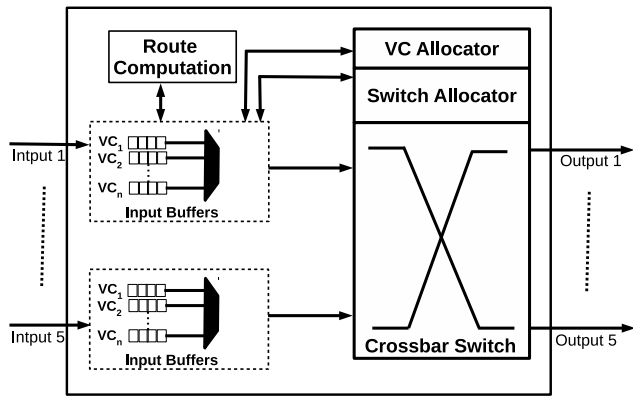 Route
Computation
VC Allocator
Switch Allocator
Intput 1
VC1
VC2
VCn
Input Buffers
Output 1
Intput 5
VC1
VC2
VCn
Input Buffers
Crossbar Switch
Output 5